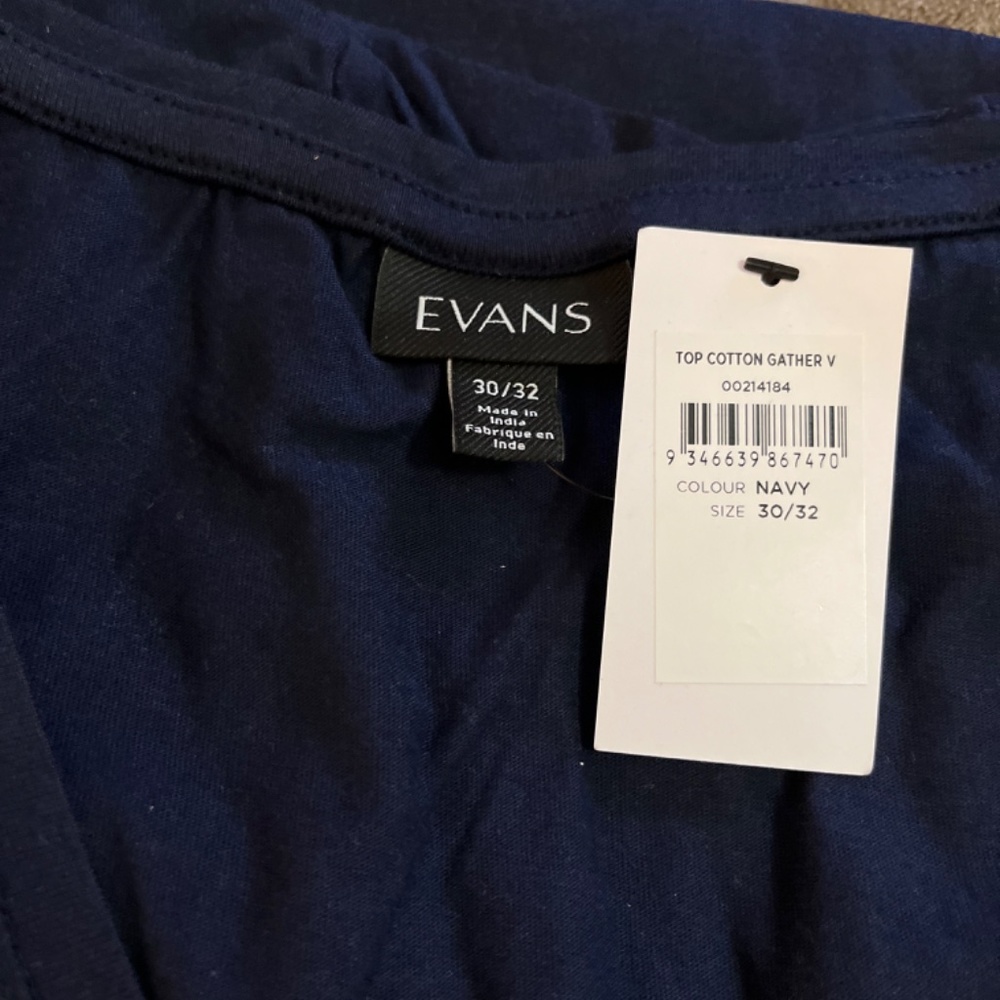 EVANS
30/32
Made in
India
Fabrique en
Inde
TOP COTTON GATHER V
00214184
9 346639 867470
COLOUR NAVY
SIZE 30/32